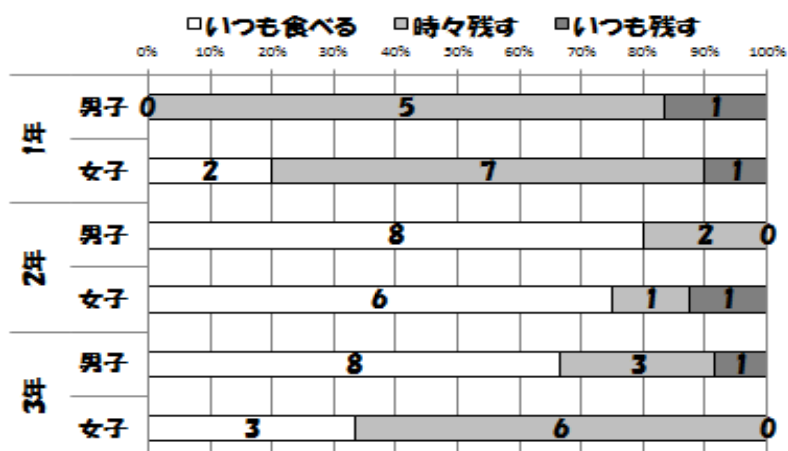 □いつも食べる ■時々残す ■いつも残す
0% 10% 20% 30% 40% 50% 60% 70% 80% 90% 100%
1年
男子 0 5 1
女子 2 7 1
2年
男子 8 2 0
女子 6 1 1
3年
男子 8 3 1
女子 3 6 0